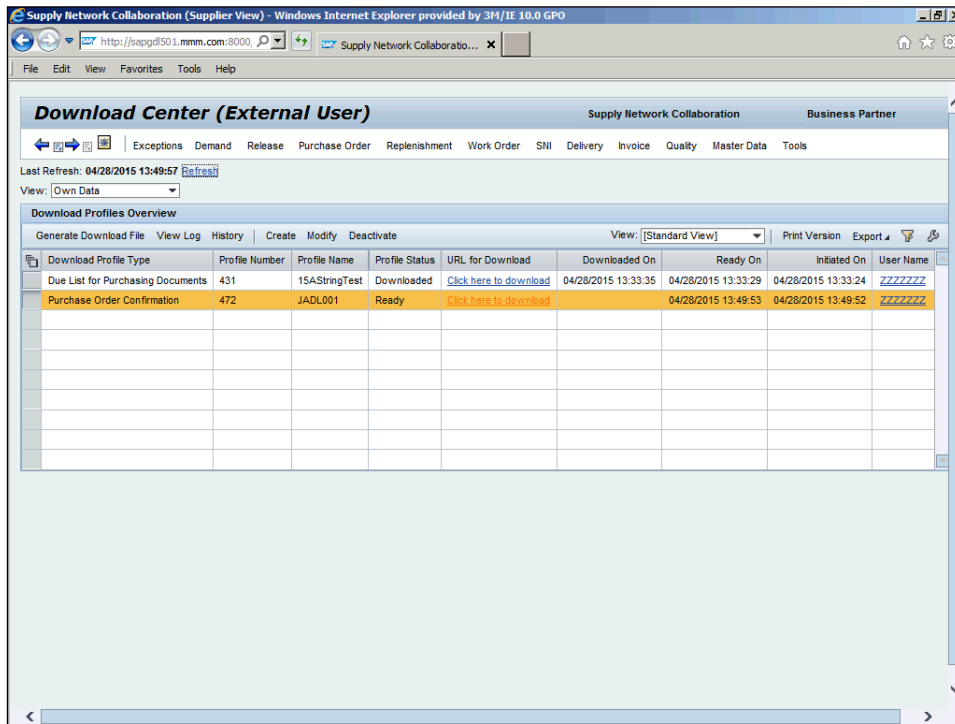 Supply Network Collaboration (Supplier View) - Windows Internet Explorer provided by 3M/IE 10.0 GPO
http://sapgdl501.mmm.com:8000, Supply Network Collaboratio...
File Edit View Favorites Tools Help
Download Center (External User) Supply Network Collaboration Business Partner
Exceptions Demand Release Purchase Order Replenishment Work Order SNI Delivery Invoice Quality Master Data Tools
Last Refresh: 04/28/2015 13:49:57 Refresh
View: Own Data
Download Profiles Overview
Generate Download File View Log History Create Modify Deactivate View: [Standard View] Print Version Export
Download Profile Type Profile Number Profile Name Profile Status URL for Download Downloaded On Ready On Initiated On User Name
Due List for Purchasing Documents 431 15AStringTest Downloaded Click here to download 04/28/2015 13:33:35 04/28/2015 13:33:29 04/28/2015 13:33:24 ZZZZZZZ
Purchase Order Confirmation 472 JADL001 Ready Click here to download 04/28/2015 13:49:53 04/28/2015 13:49:52 ZZZZZZZ